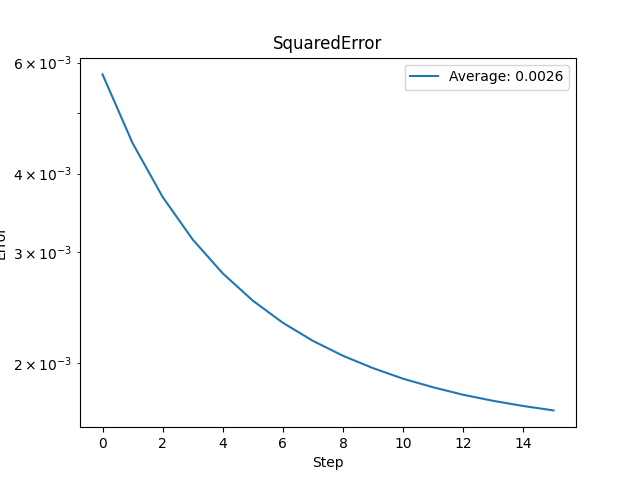 SquaredError
Average: 0.0026
6 × 10⁻³
4 × 10⁻³
3 × 10⁻³
2 × 10⁻³
Error
0 2 4 6 8 10 12 14
Step